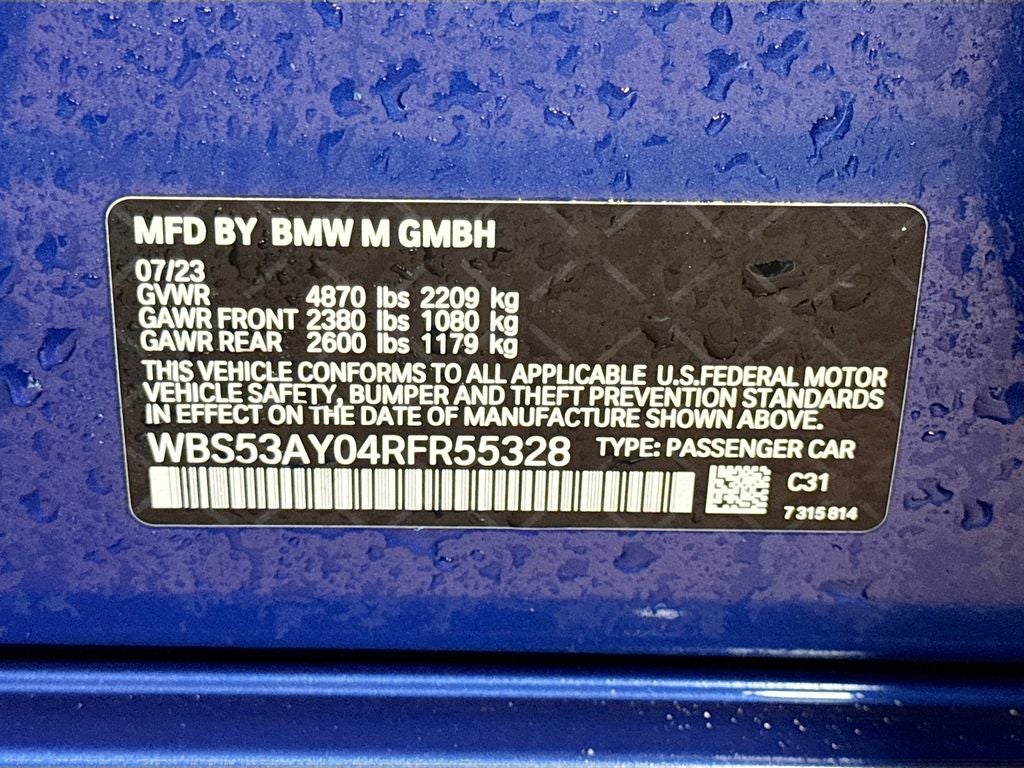 MFD BY BMW M GMBH
07/23
GVWR 4870 lbs 2209 kg
GAWR FRONT 2380 lbs 1080 kg
GAWR REAR 2600 lbs 1179 kg
THIS VEHICLE CONFORMS TO ALL APPLICABLE U.S.FEDERAL MOTOR
VEHICLE SAFETY, BUMPER AND THEFT PREVENTION STANDARDS
IN EFFECT ON THE DATE OF MANUFACTURE SHOWN ABOVE.
WBS53AY04RFR55328 TYPE: PASSENGER CAR
C31
7 315 814